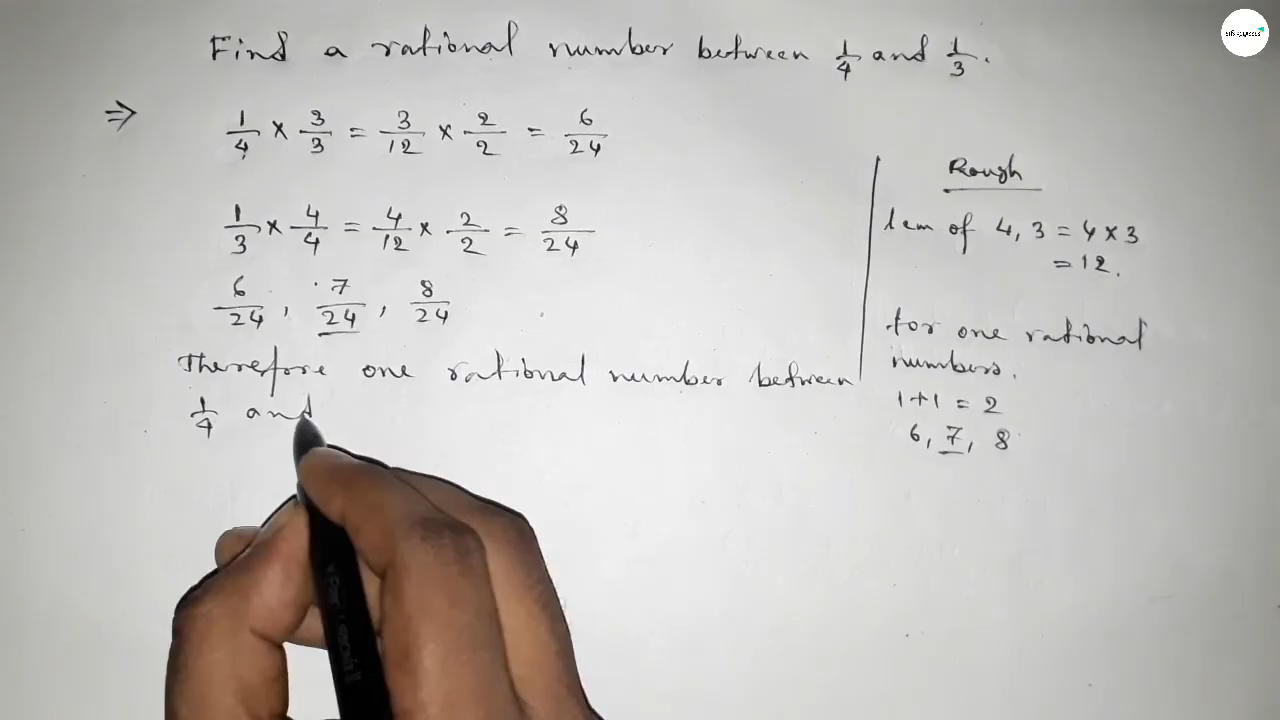 Find a rational number between 1/4 and 1/3.
⇒ 1/4 × 3/3 = 3/12 × 2/2 = 6/24
1/3 × 4/4 = 4/12 × 2/2 = 8/24
6/24, 7/24, 8/24
Therefore one rational number between
1/4 and
Rough
lcm of 4, 3 = 4 × 3
= 12.
for one rational
numbers.
1+1 = 2
6, 7, 8